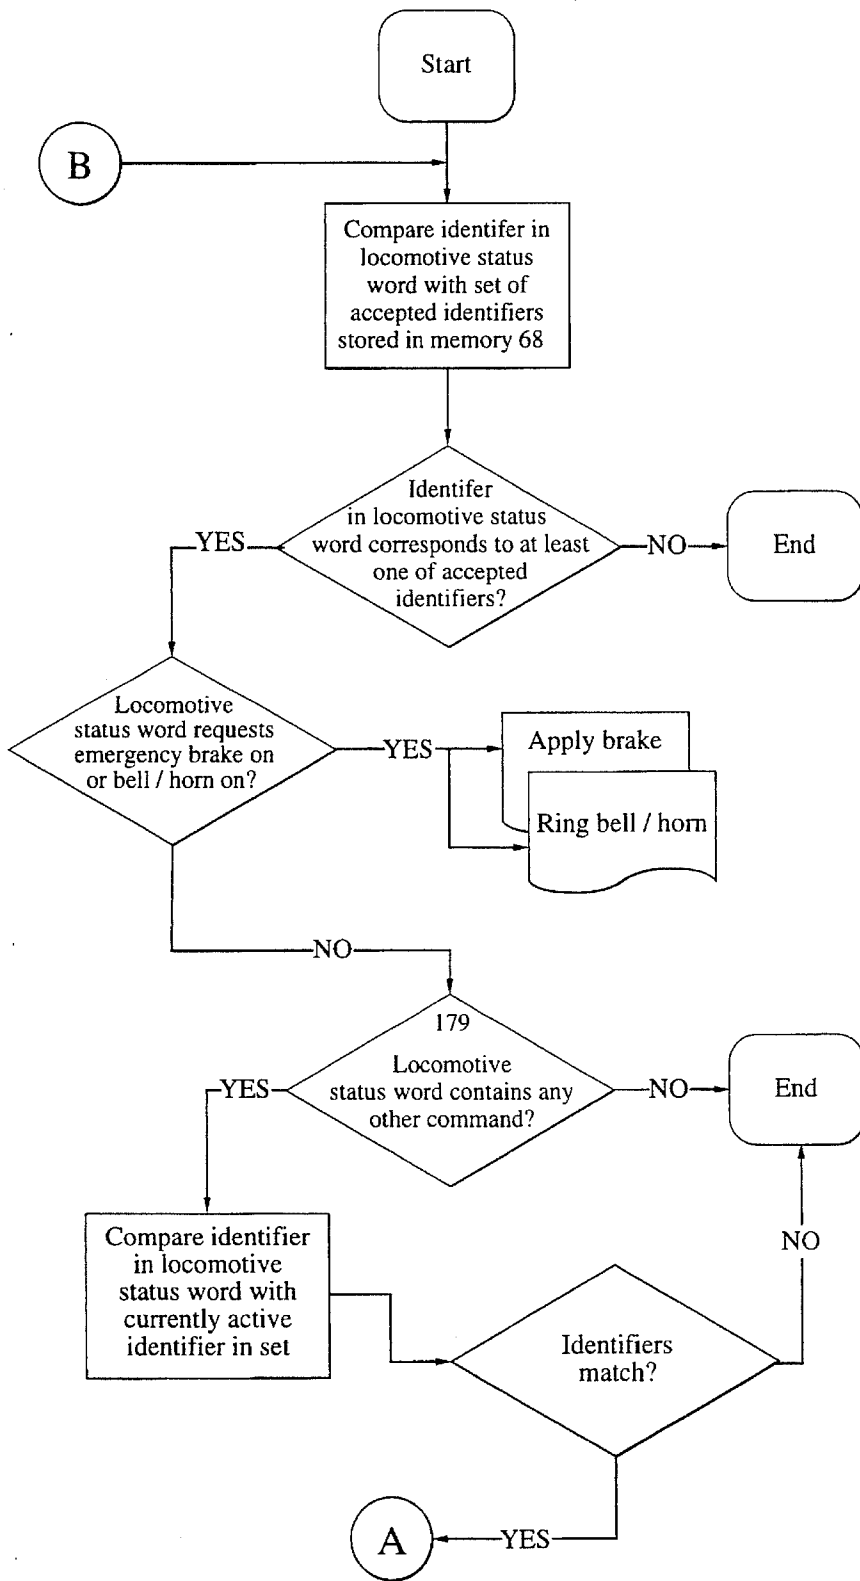 Start
B
Compare identifer in
locomotive status
word with set of
accepted identifiers
stored in memory 68
Identifer
in locomotive status
word corresponds to at least
one of accepted
identifiers?
YES
NO
End
Locomotive
status word requests
emergency brake on
or bell / horn on?
YES
Apply brake
Ring bell / horn
NO
179
Locomotive
status word contains any
other command?
YES
NO
End
Compare identifier
in locomotive
status word with
currently active
identifier in set
NO
Identifiers
match?
A
YES